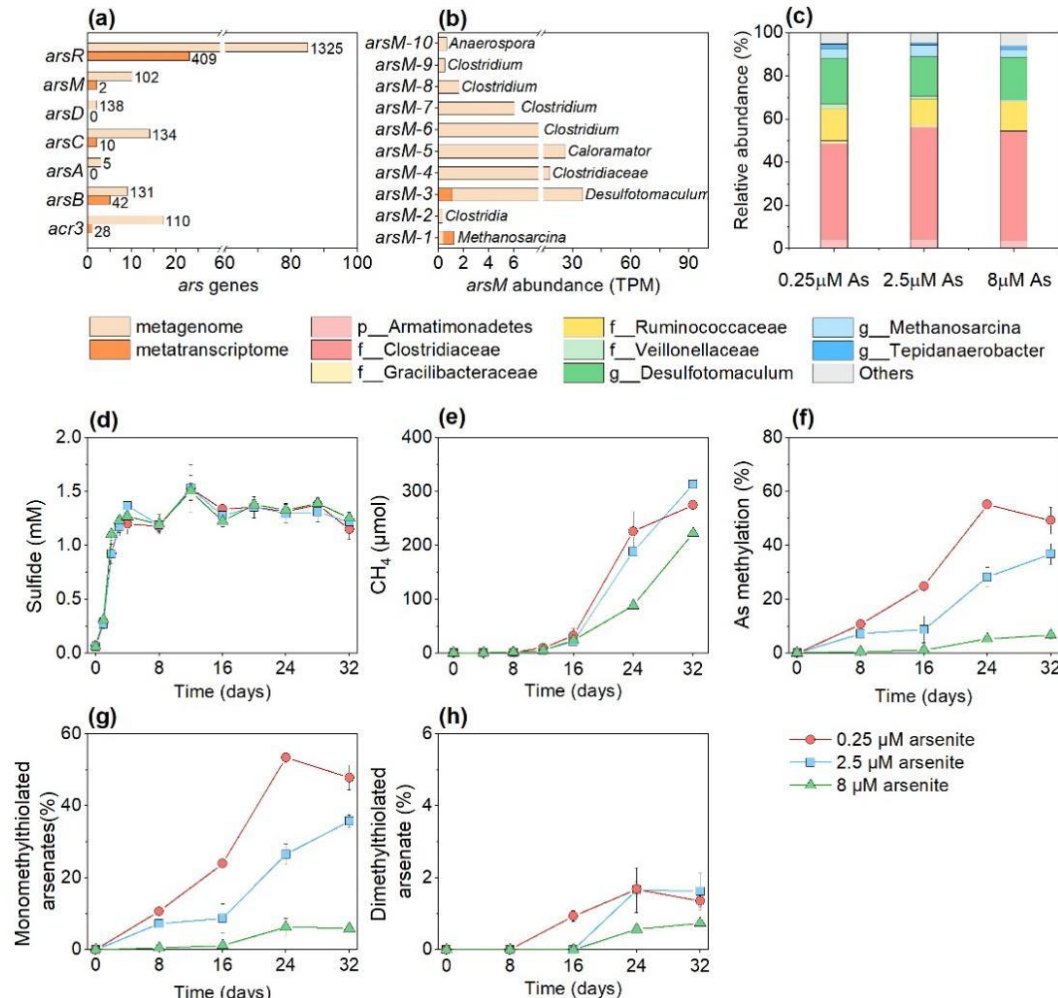 (a)
arsR
arsM
arsD
arsC
arsA
arsB
acr3
1325
409
102
2
138
0
134
10
5
0
131
42
110
28
0 10 20 60 80 100
ars genes
(b)
arsM-10
arsM-9
arsM-8
arsM-7
arsM-6
arsM-5
arsM-4
arsM-3
arsM-2
arsM-1
Anaerospora
Clostridium
Clostridium
Clostridium
Clostridium
Caloramator
Clostridiaceae
Desulfotomaculum
Clostridia
Methanosarcina
0 2 4 6 30 60 90
arsM abundance (TPM)
(c)
Relative abundance (%)
100
80
60
40
20
0
0.25μM As 2.5μM As 8μM As
metagenome
metatranscriptome
p__Armatimonadetes
f__Clostridiaceae
f__Gracilibacteraceae
f__Ruminococcaceae
f__Veillonellaceae
g__Desulfotomaculum
g__Methanosarcina
g__Tepidanaerobacter
Others
(d)
Sulfide (mM)
2.0
1.5
1.0
0.5
0.0
0 8 16 24 32
Time (days)
(e)
CH₄ (μmol)
400
300
200
100
0
0 8 16 24 32
Time (days)
(f)
As methylation (%)
80
60
40
20
0
0 8 16 24 32
Time (days)
(g)
Monomethylthiolated
arsenates(%)
60
40
20
0
0 8 16 24 32
Time (days)
(h)
Dimethylthiolated
arsenate (%)
6
4
2
0
0 8 16 24 32
Time (days)
0.25 μM arsenite
2.5 μM arsenite
8 μM arsenite